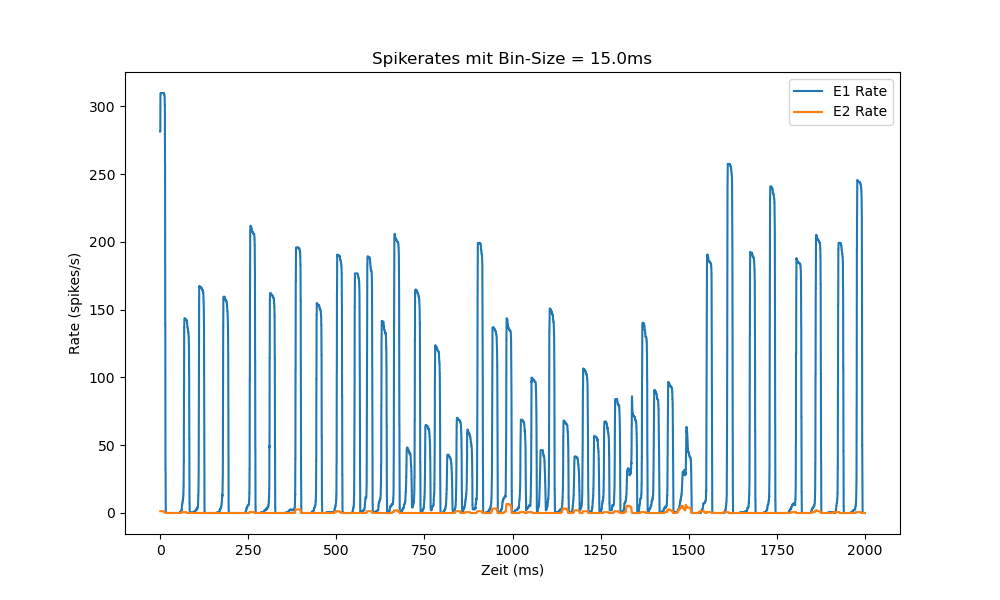 Spikerates mit Bin-Size = 15.0ms
E1 Rate
E2 Rate
Rate (spikes/s)
300
250
200
150
100
50
0
0 250 500 750 1000 1250 1500 1750 2000
Zeit (ms)